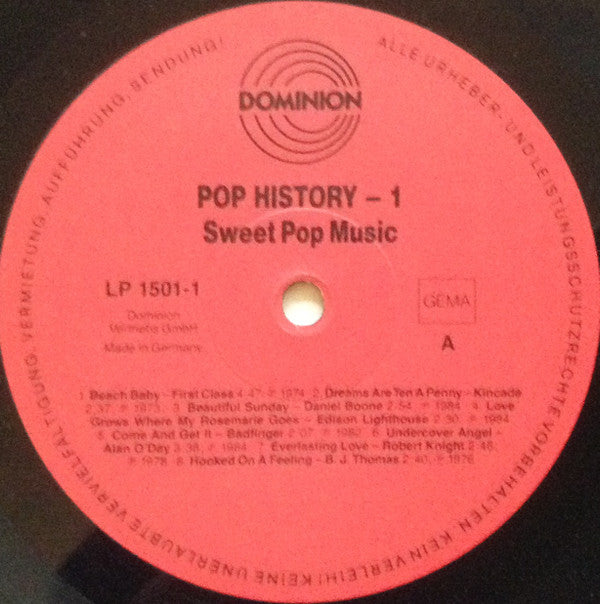 ALLE URHEBER- UND LEISTUNGSSCHUTZRECHTE VORBEHALTEN. KEIN VERLEIH! KEINE UNERLAUBTE VERVIELFÄLTIGUNG, VERMIETUNG, AUFFÜHRUNG, SENDUNG!
DOMINION
POP HISTORY – 1
Sweet Pop Music
LP 1501-1
GEMA
Dominion
Vertriebs GmbH
Made in Germany
A
1 Beach Baby – First Class 4:47, ℗ 1974 2 Dreams Are Ten A Penny – Kincade
2:37, ℗ 1973 3 Beautiful Sunday – Daniel Boone 2:54, ℗ 1984 4 Love
Grows Where My Rosemarie Goes – Edison Lighthouse 2:30, ℗ 1984
5 Come And Get It – Badfinger 2:07, ℗ 1982 6 Undercover Angel –
Alan O'Day 3:38, ℗ 1984 7 Everlasting Love – Robert Knight 2:48,
℗ 1978 8 Hooked On A Feeling – B. J. Thomas 2:40, ℗ 1978